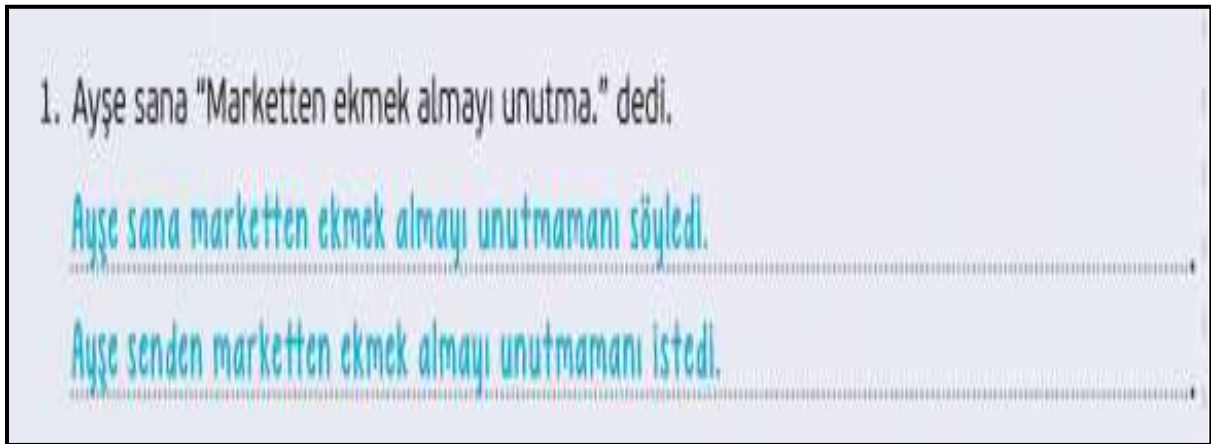 1. Ayşe sana "Marketten ekmek almayı unutma." dedi.
Ayşe sana marketten ekmek almayı unutmamanı söyledi.
Ayşe senden marketten ekmek almayı unutmamanı istedi.